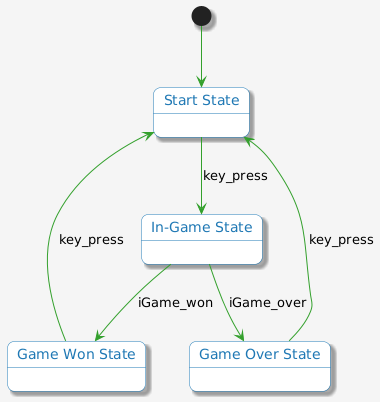 Start State
key_press
In-Game State
key_press
key_press
iGame_won
iGame_over
Game Won State
Game Over State